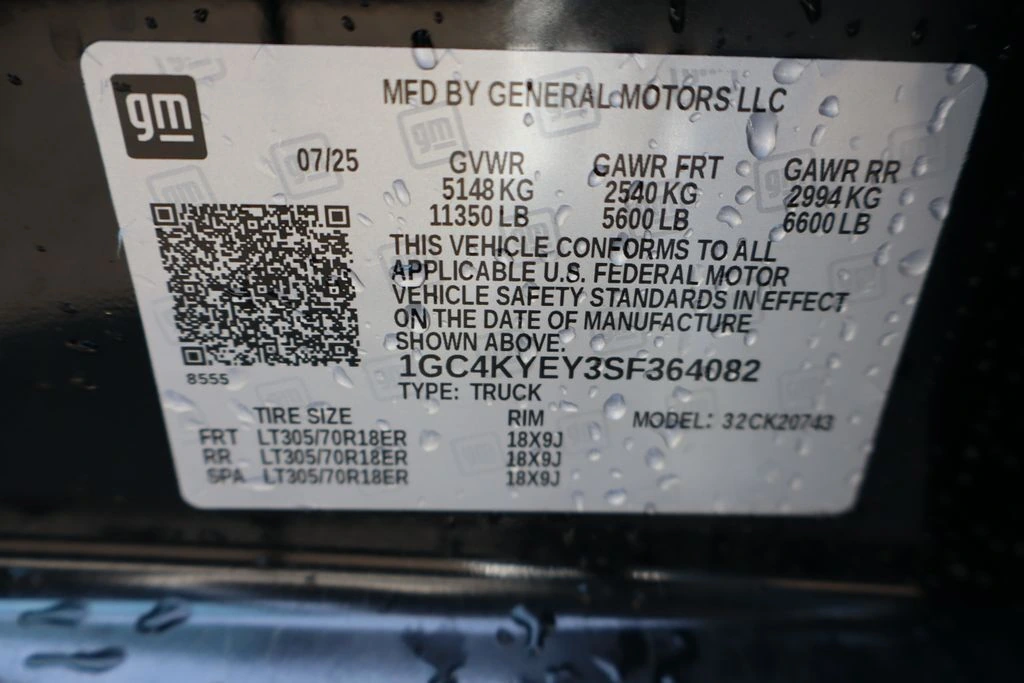 gm
MFD BY GENERAL MOTORS LLC
07/25 GVWR GAWR FRT GAWR RR
5148 KG 2540 KG 2994 KG
11350 LB 5600 LB 6600 LB
THIS VEHICLE CONFORMS TO ALL
APPLICABLE U.S. FEDERAL MOTOR
VEHICLE SAFETY STANDARDS IN EFFECT
ON THE DATE OF MANUFACTURE
SHOWN ABOVE.
1GC4KYEY3SF364082
8555
TYPE: TRUCK
TIRE SIZE RIM MODEL: 32CK20743
FRT LT305/70R18ER 18X9J
RR LT305/70R18ER 18X9J
SPA LT305/70R18ER 18X9J